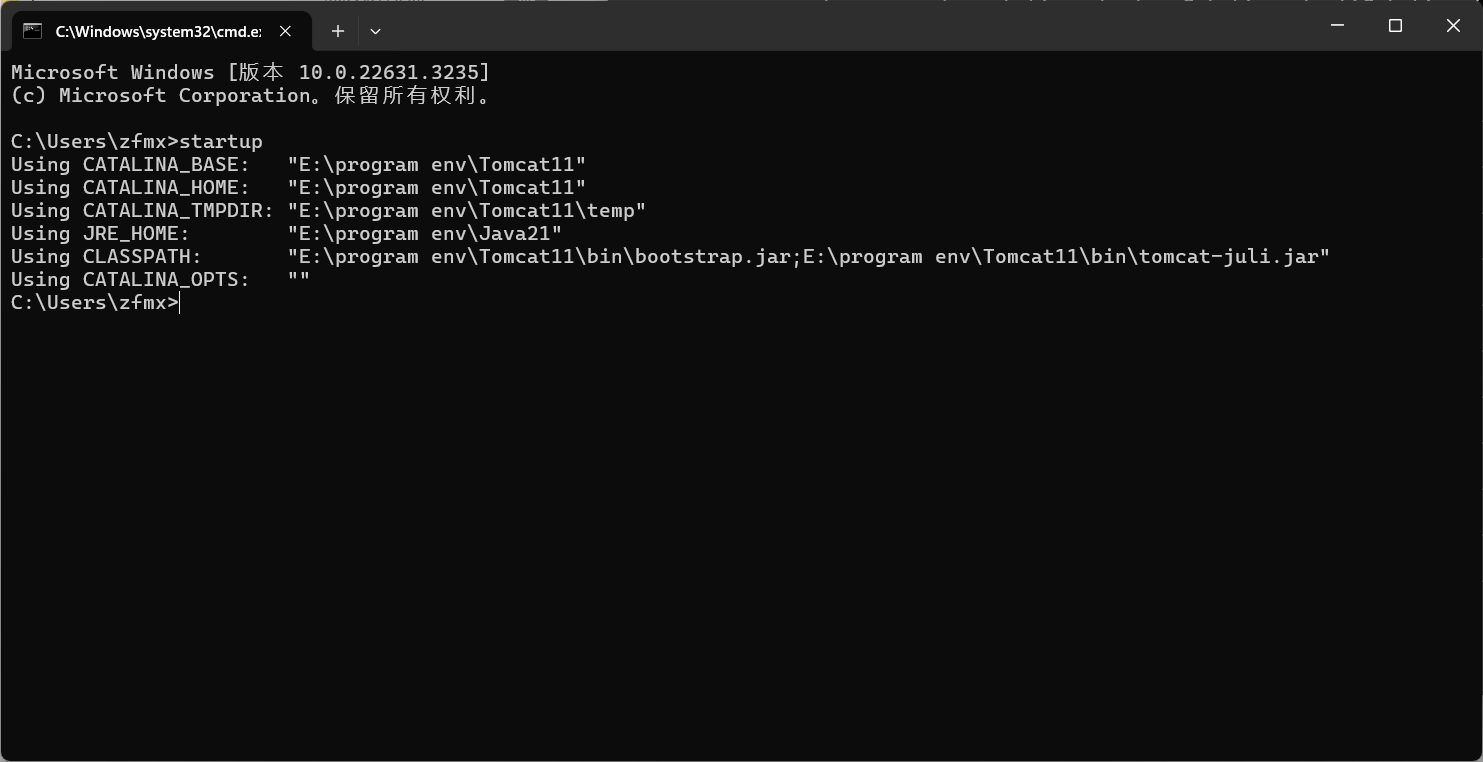 C:\Windows\system32\cmd.e
Microsoft Windows [版本 10.0.22631.3235]
(c) Microsoft Corporation。保留所有权利。
C:\Users\zfmx>startup
Using CATALINA_BASE:   "E:\program env\Tomcat11"
Using CATALINA_HOME:   "E:\program env\Tomcat11"
Using CATALINA_TMPDIR: "E:\program env\Tomcat11\temp"
Using JRE_HOME:        "E:\program env\Java21"
Using CLASSPATH:       "E:\program env\Tomcat11\bin\bootstrap.jar;E:\program env\Tomcat11\bin\tomcat-juli.jar"
Using CATALINA_OPTS:   ""
C:\Users\zfmx>